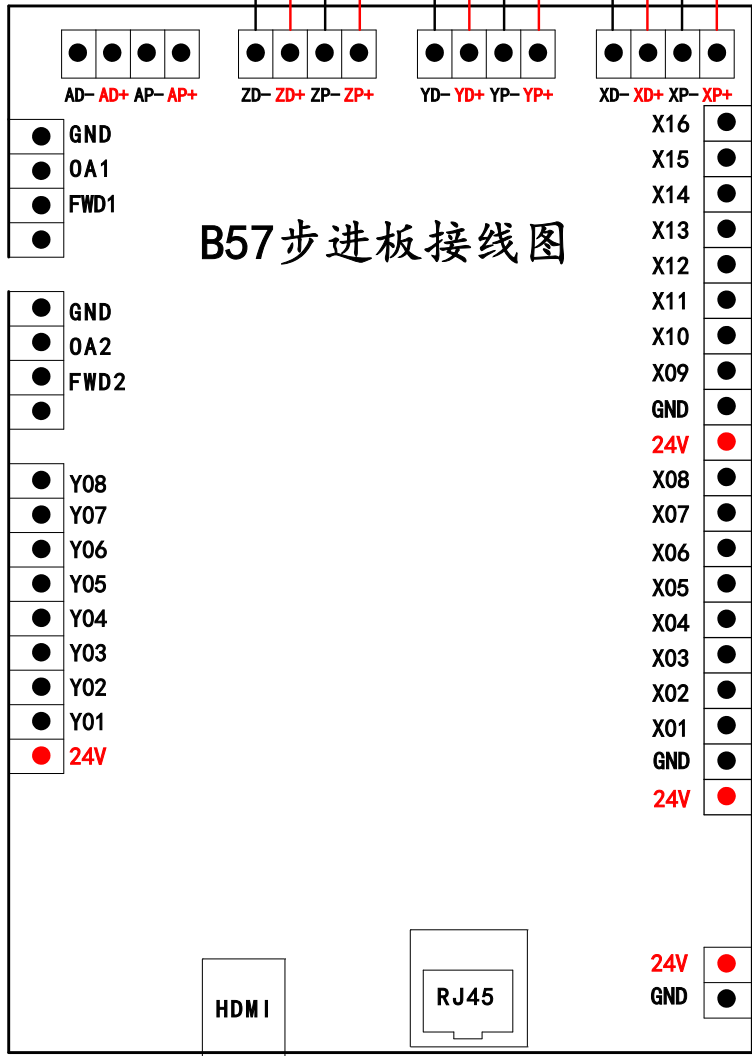 AD- AD+ AP- AP+ ZD- ZD+ ZP- ZP+ YD- YD+ YP- YP+ XD- XD+ XP- XP+
GND
OA1
FWD1
B57步进板接线图
GND
OA2
FWD2
Y08
Y07
Y06
Y05
Y04
Y03
Y02
Y01
24V
X16
X15
X14
X13
X12
X11
X10
X09
GND
24V
X08
X07
X06
X05
X04
X03
X02
X01
GND
24V
HDMI
RJ45
24V
GND